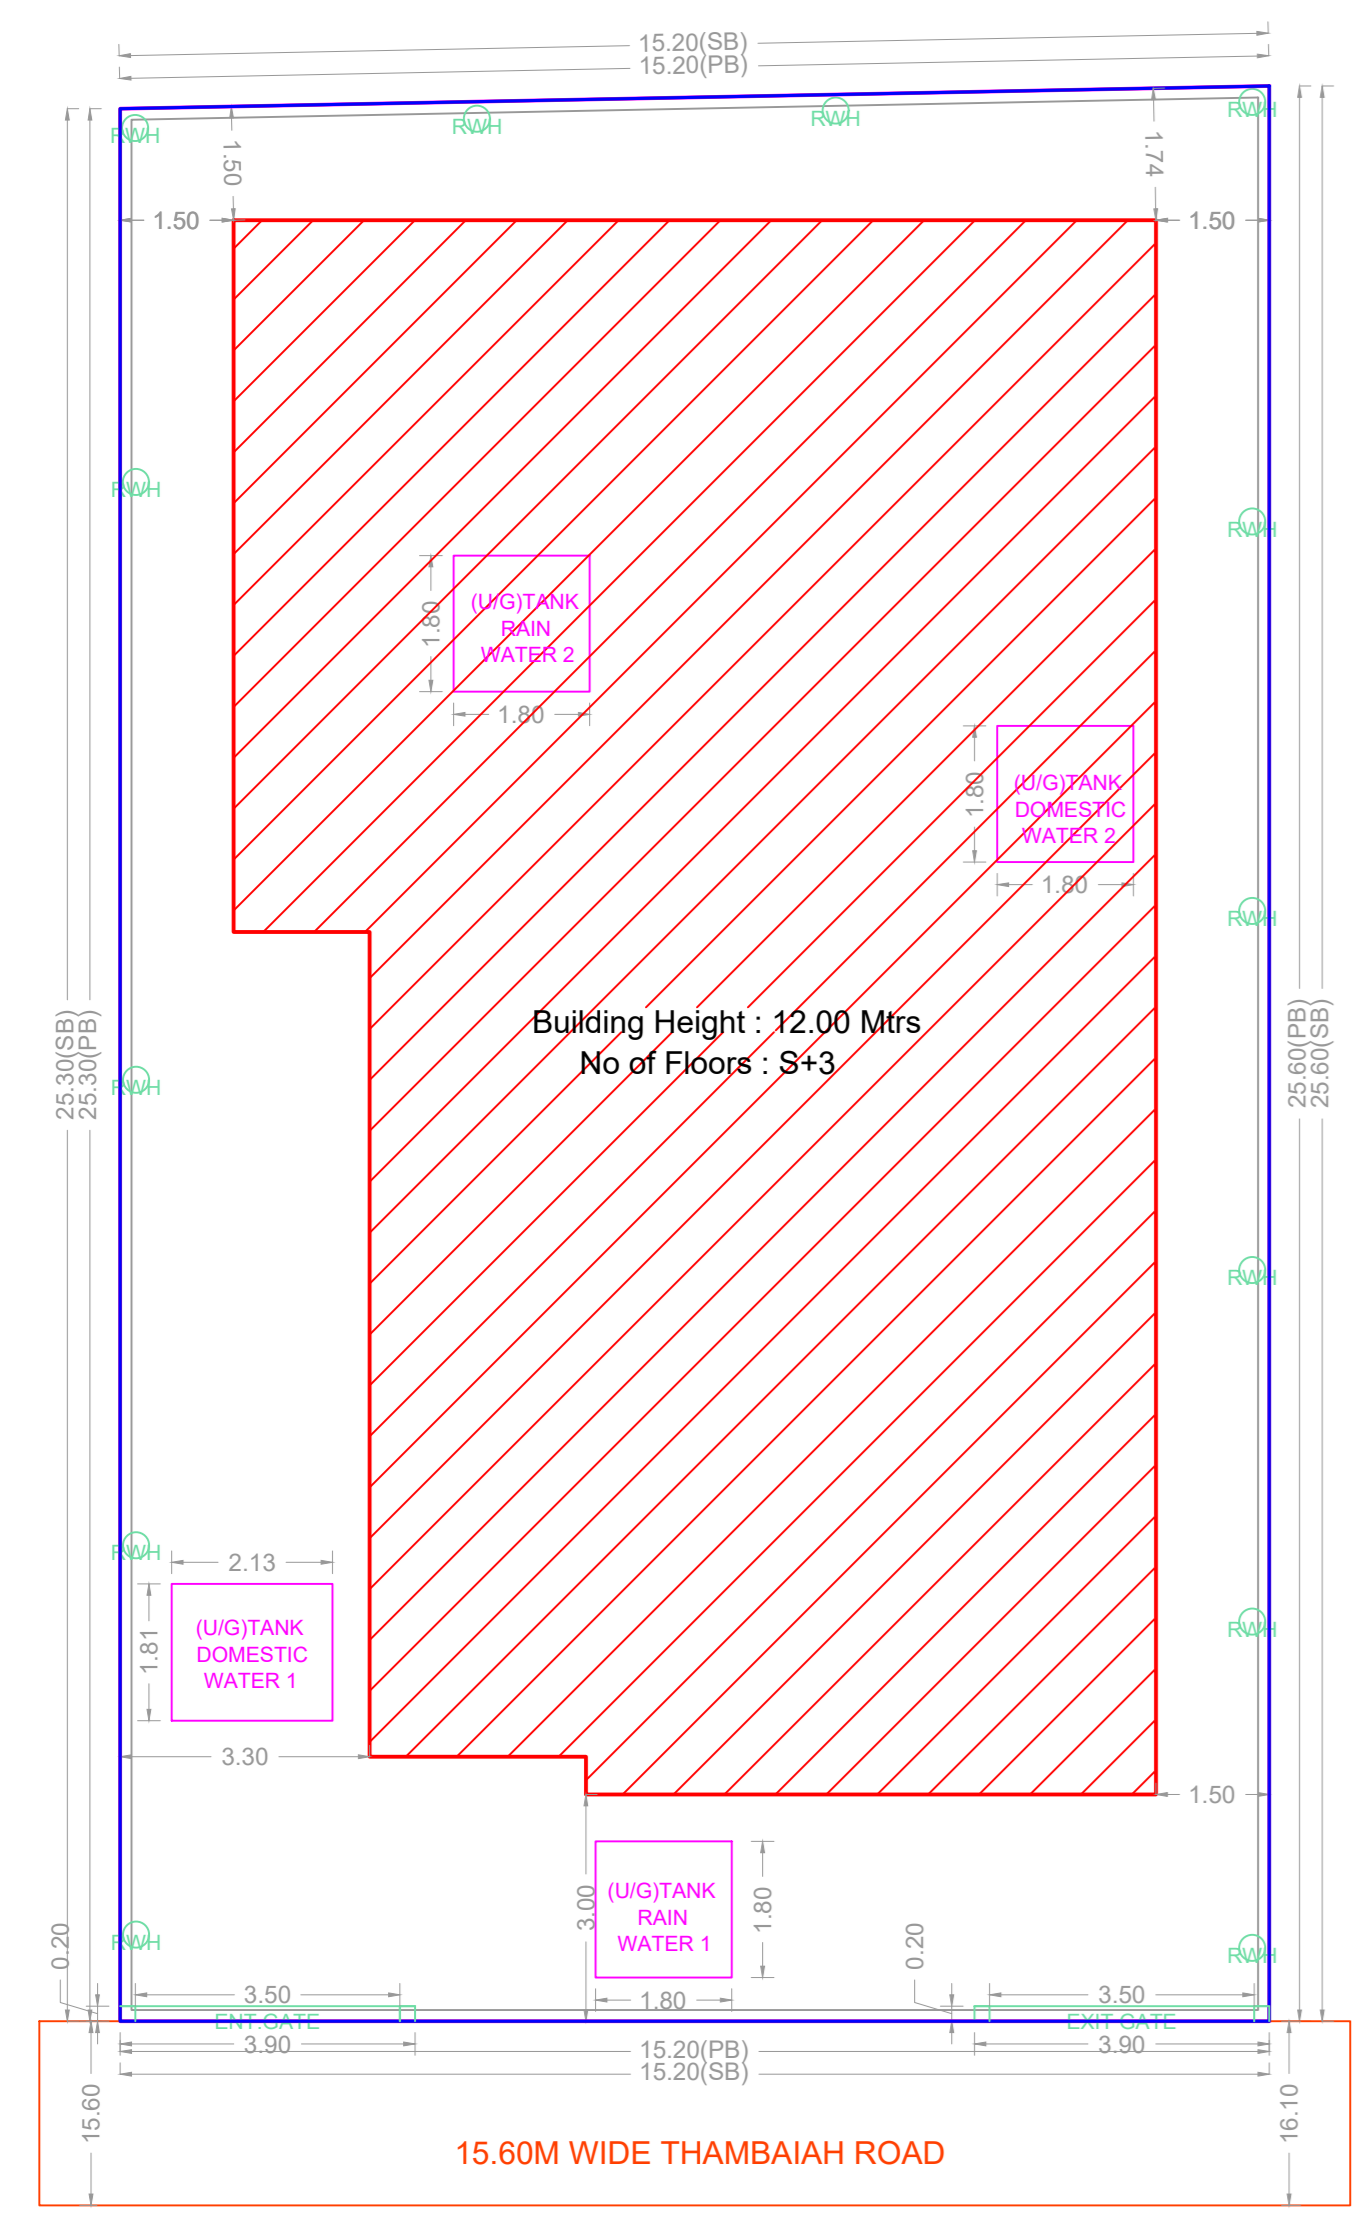 15.20(SB)
15.20(PB)
RWH
RWH
RWH
RWH
1.50
1.74
1.50
1.50
RWH
RWH
(U/G)TANK
RAIN
WATER 2
1.80
1.80
(U/G)TANK
DOMESTIC
WATER 2
1.80
1.80
RWH
Building Height : 12.00 Mtrs
No of Floors : S+3
25.30(SB)
25.30(PB)
25.60(PB)
25.60(SB)
RWH
RWH
RWH
2.13
(U/G)TANK
DOMESTIC
WATER 1
1.81
RWH
3.30
1.50
(U/G)TANK
RAIN
WATER 1
3.00
1.80
1.80
RWH
RWH
0.20
0.20
3.50
3.50
ENT.GATE
EXIT GATE
3.90
3.90
15.20(PB)
15.20(SB)
15.60
16.10
15.60M WIDE THAMBAIAH ROAD